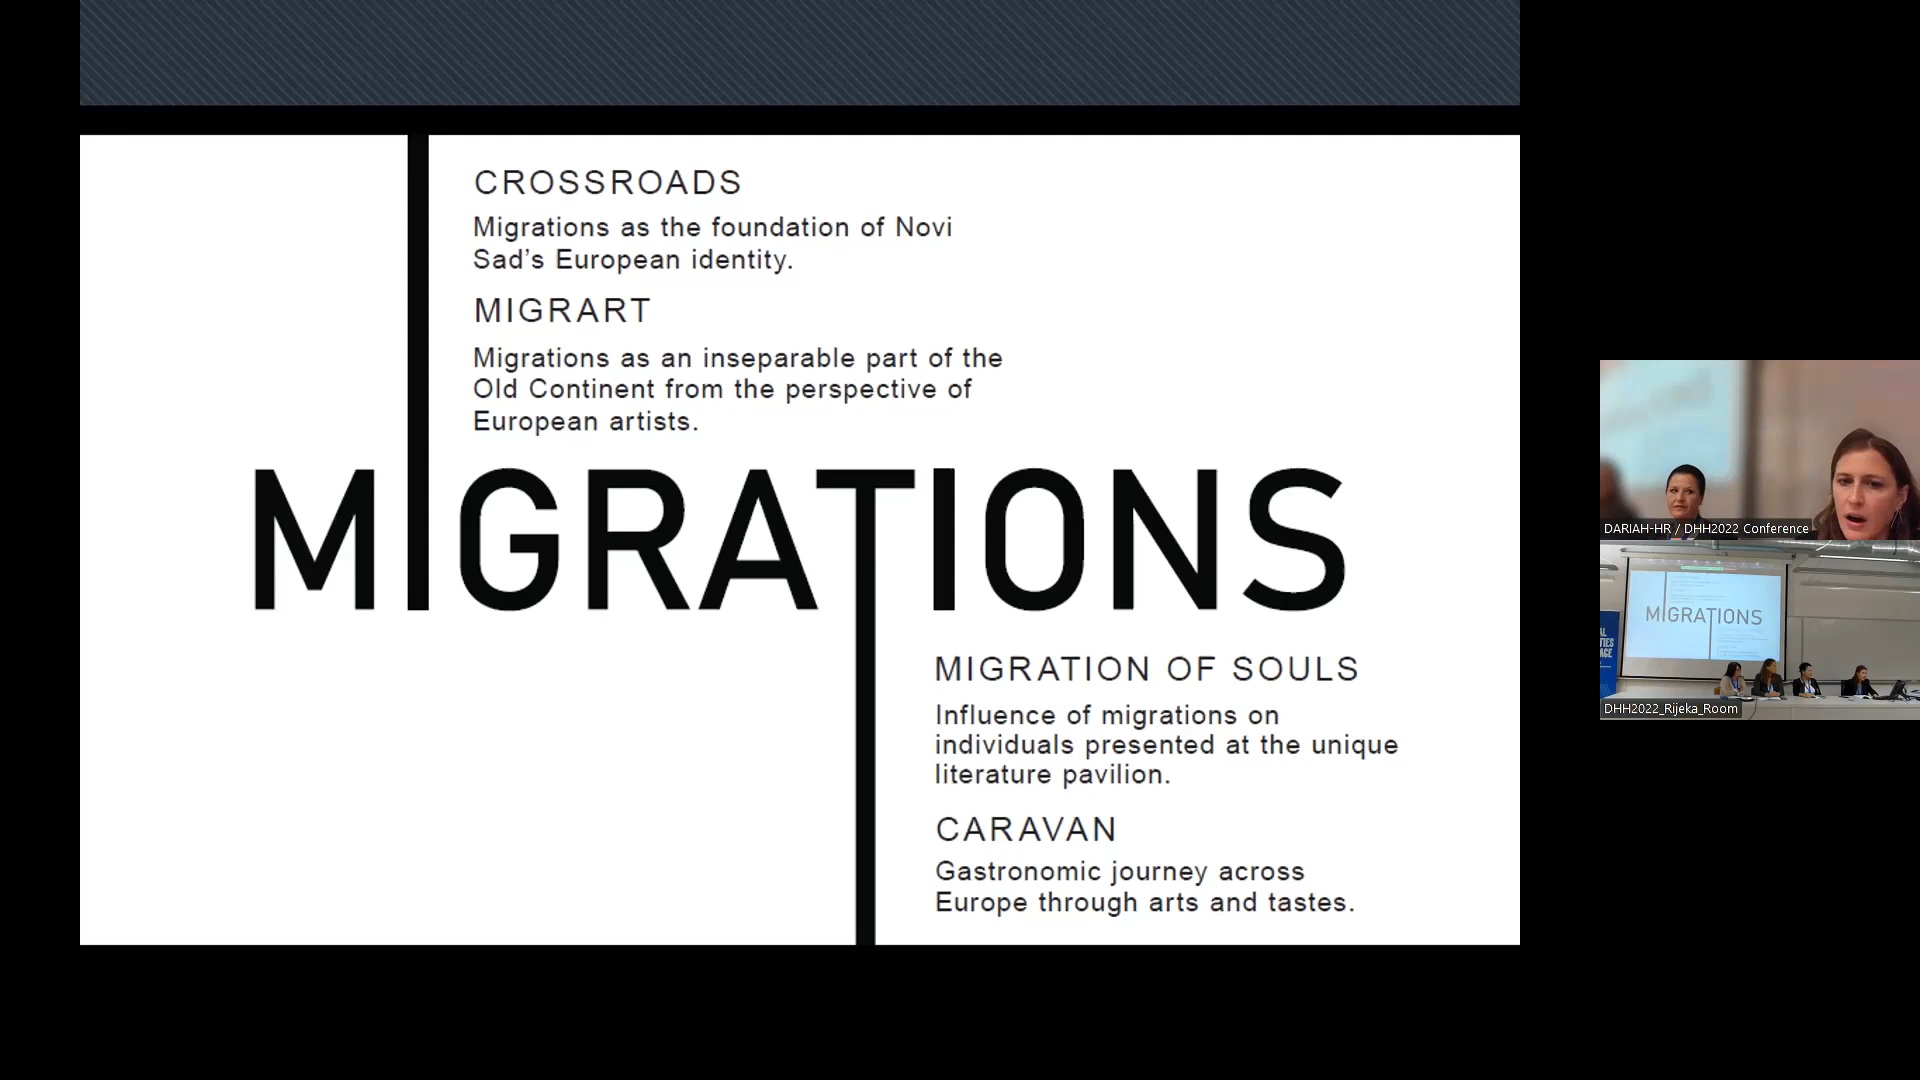 CROSSROADS
Migrations as the foundation of Novi
Sad’s European identity.
MIGRART
Migrations as an inseparable part of the
Old Continent from the perspective of
European artists.
MIGRATIONS
MIGRATION OF SOULS
Influence of migrations on
individuals presented at the unique
literature pavilion.
CARAVAN
Gastronomic journey across
Europe through arts and tastes.
DARIAH-HR / DHH2022 Conference
MIGRATIONS
DHH2022_Rijeka_Room